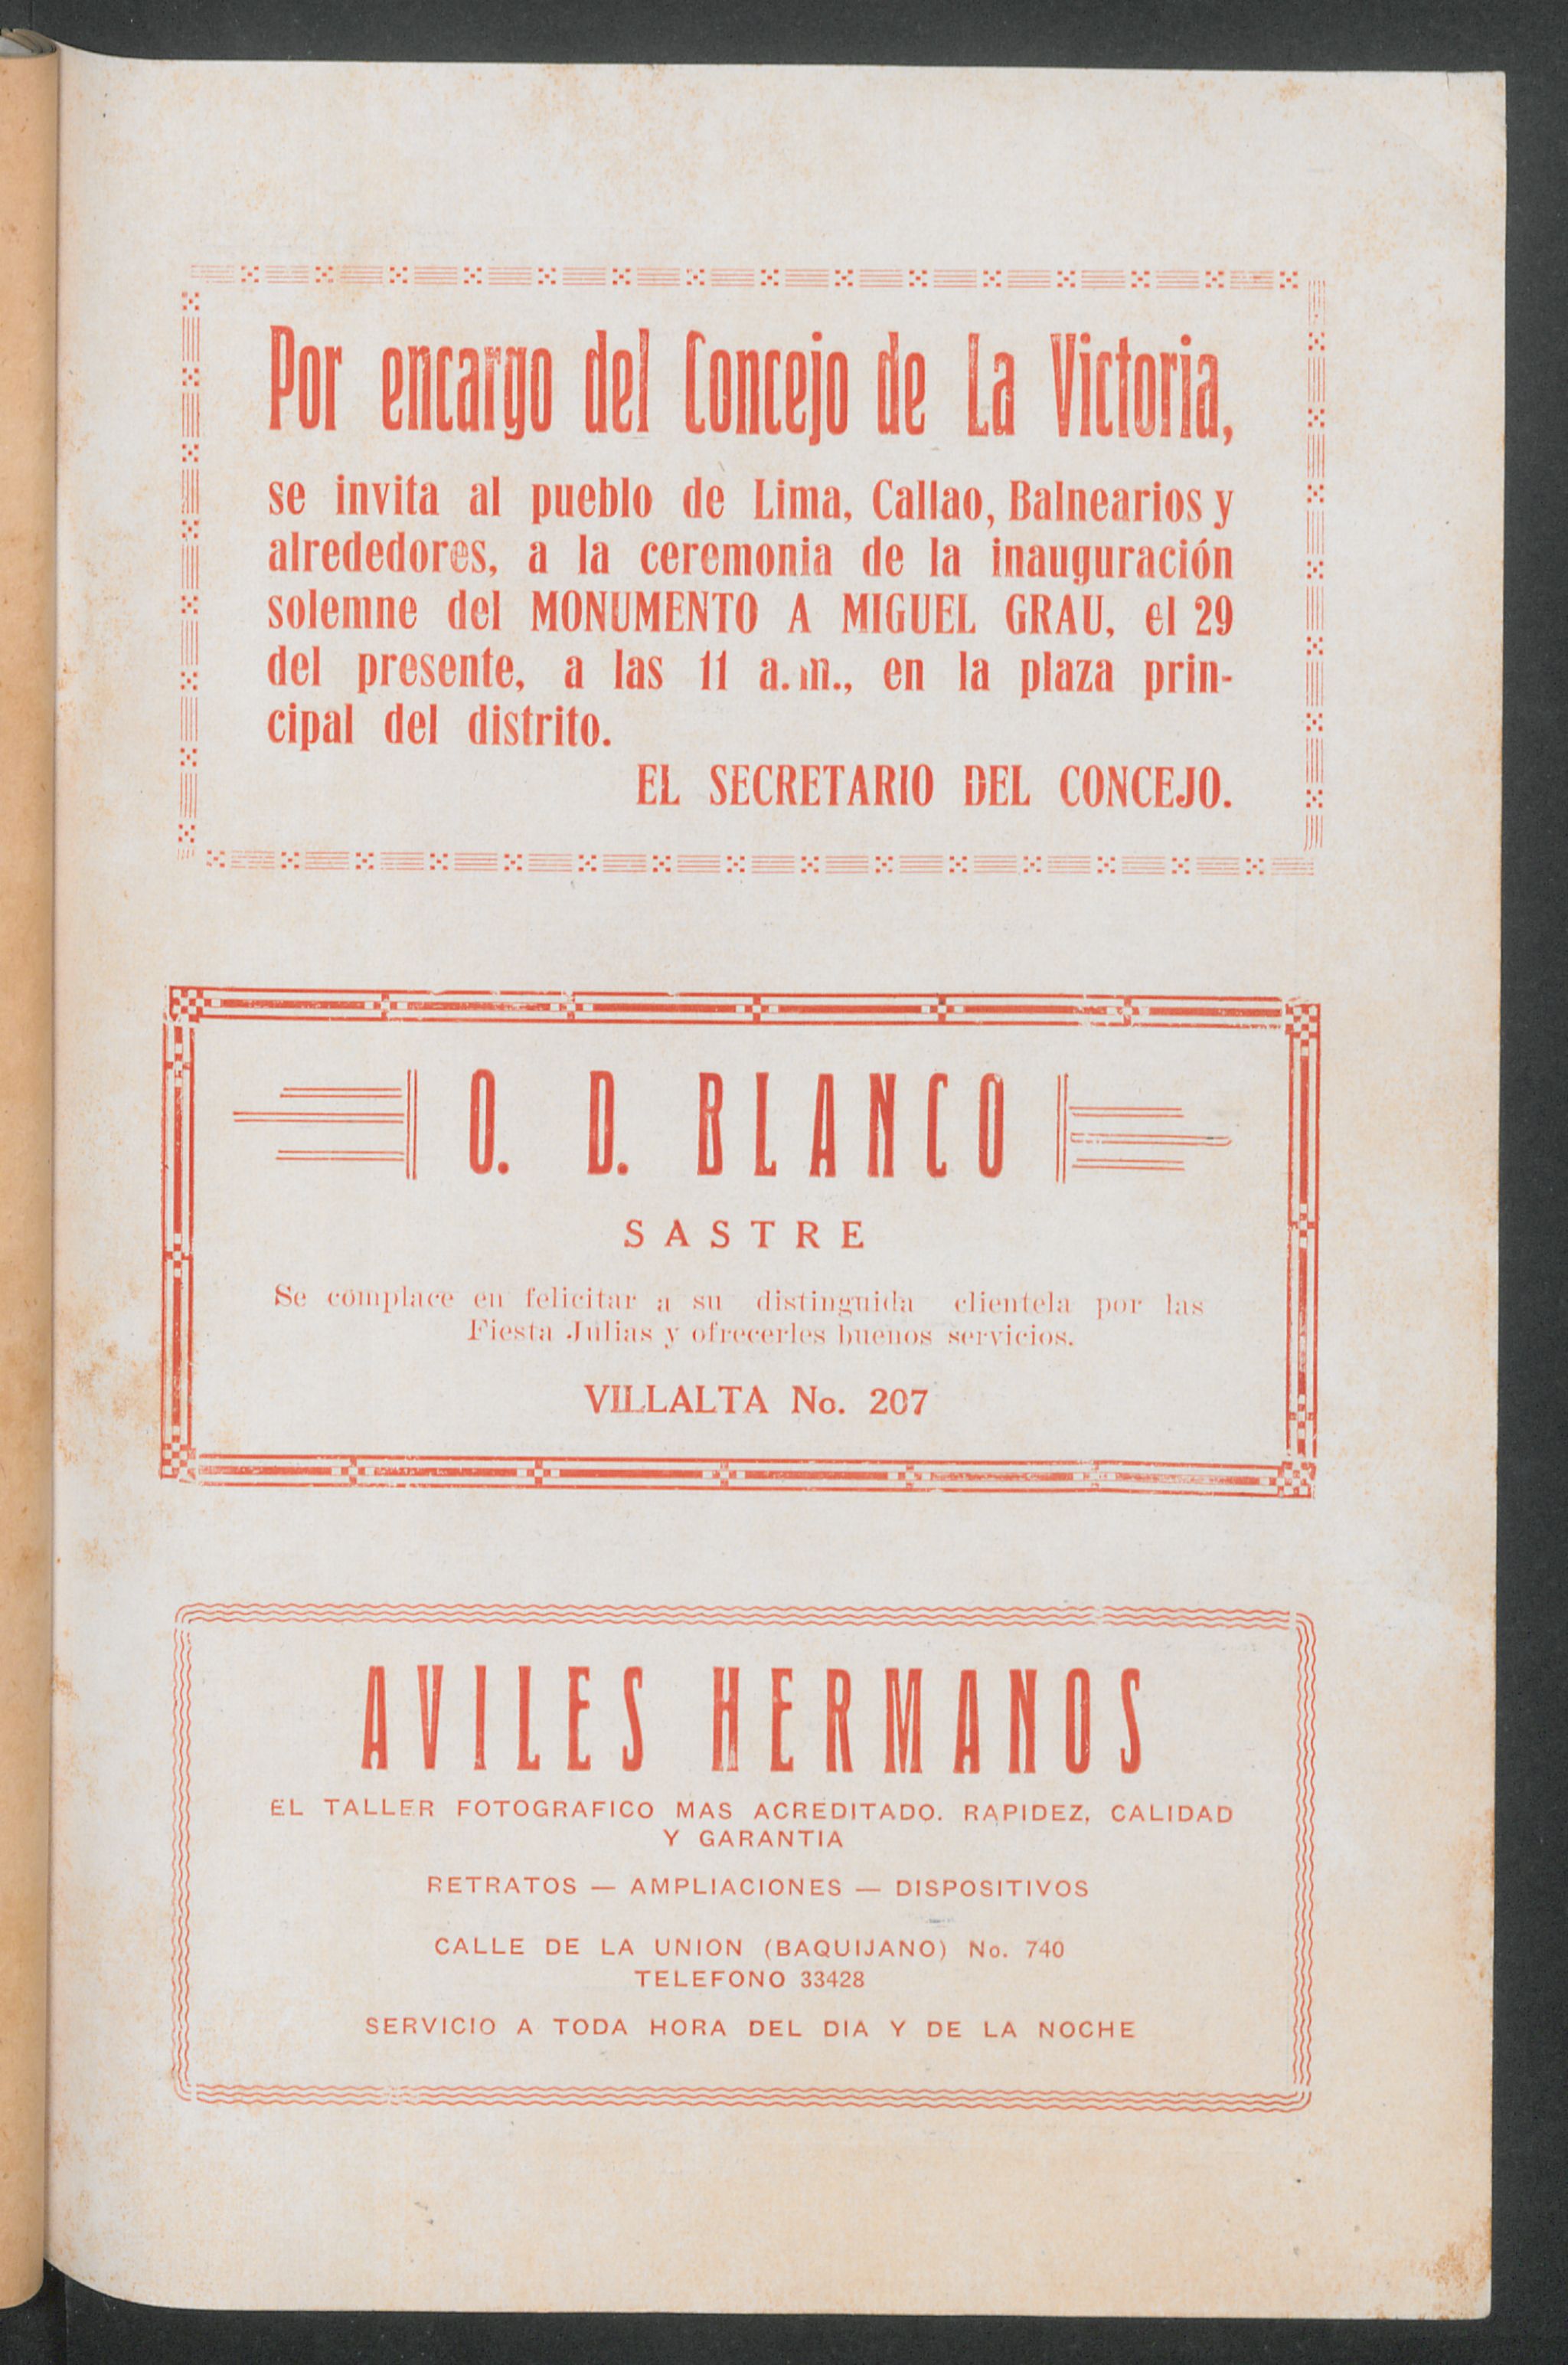 Por encargo del Concejo de La Victoria,
se invita al pueblo de Lima, Callao, Balnearios y
alrededores, a la ceremonia de la inauguración
solemne del MONUMENTO A MIGUEL GRAU, el 29
del presente, a las 11 a.m., en la plaza prin-
cipal del distrito.
EL SECRETARIO DEL CONCEJO.
O. D. BLANCO
SASTRE
Se complace en felicitar a su distinguida clientela por las
Fiesta Julias y ofrecerles buenos servicios.
VILLALTA No. 207
AVILES HERMANOS
EL TALLER FOTOGRAFICO MAS ACREDITADO. RAPIDEZ, CALIDAD
Y GARANTIA
RETRATOS — AMPLIACIONES — DISPOSITIVOS
CALLE DE LA UNION (BAQUIJANO) No. 740
TELEFONO 33428
SERVICIO A TODA HORA DEL DIA Y DE LA NOCHE